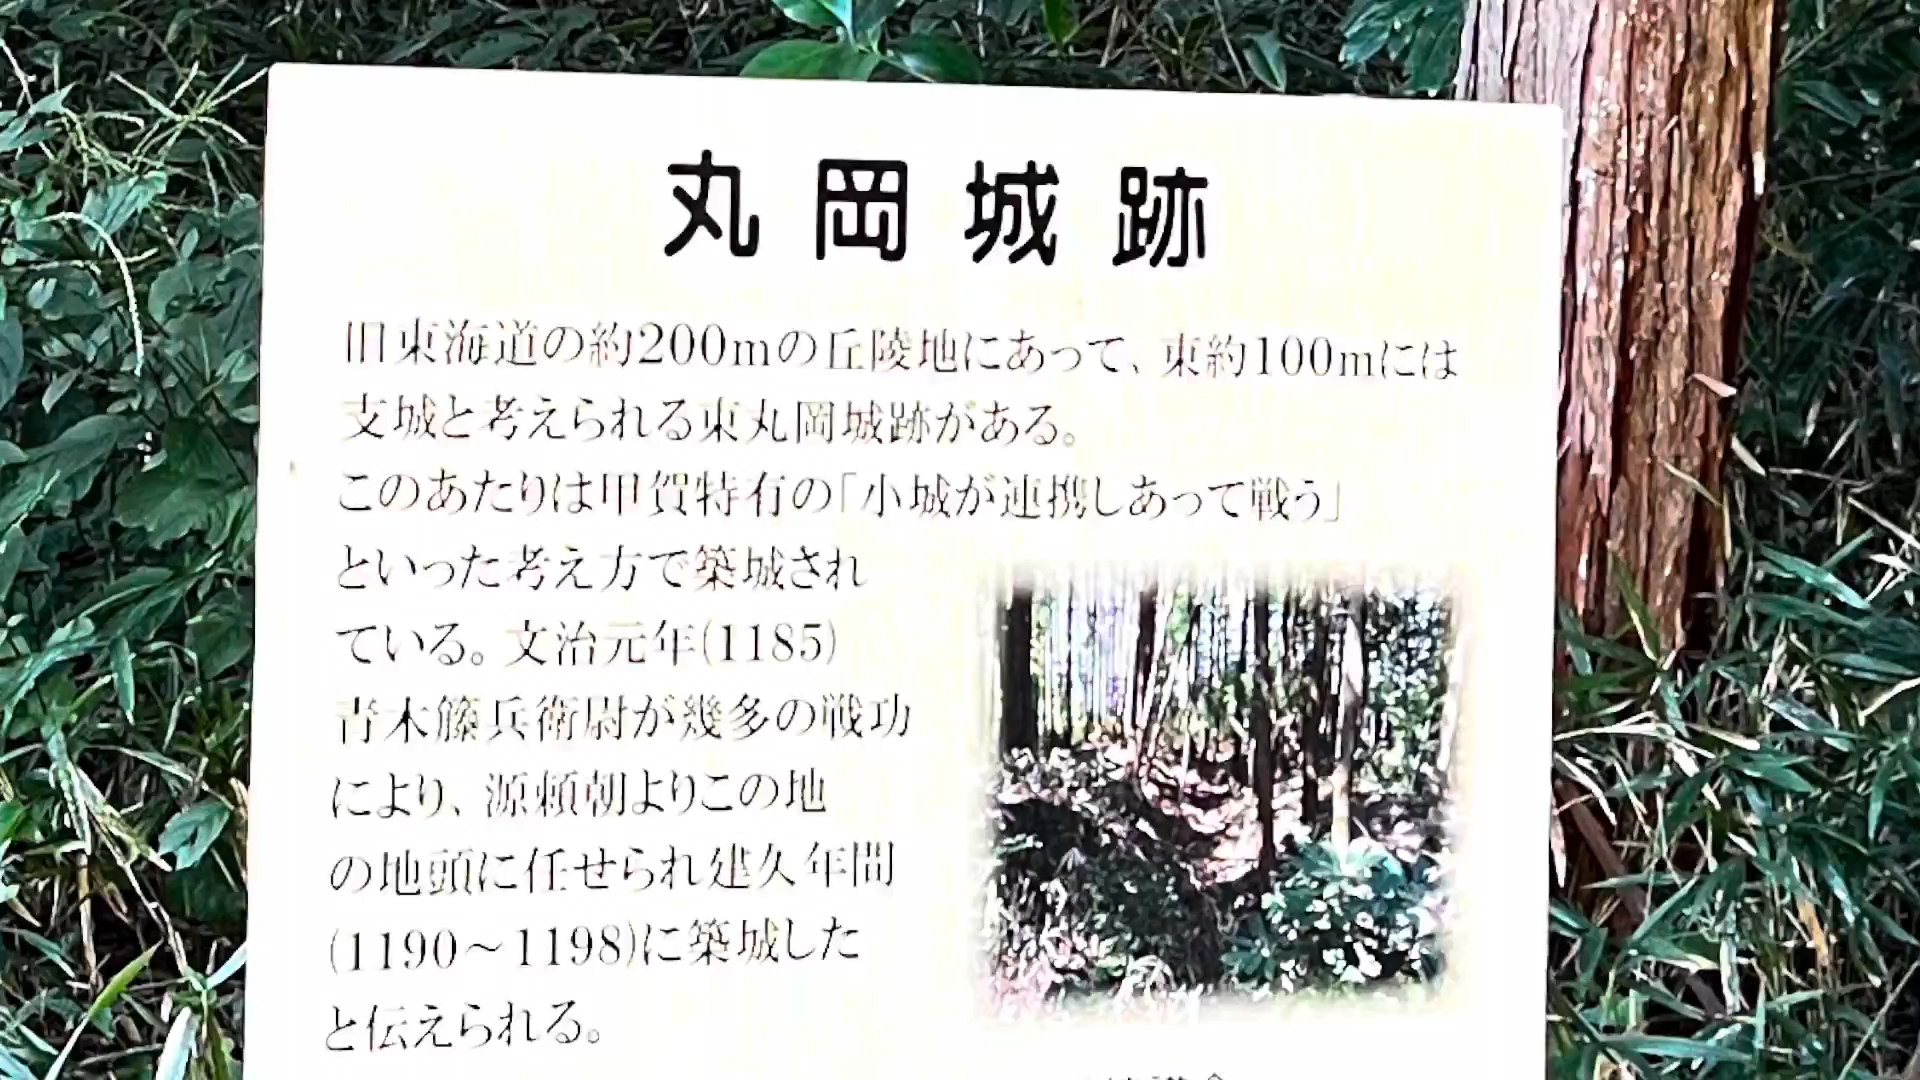 丸岡城跡
旧東海道の約200mの丘陵地にあって、東約100mには
支城と考えられる東丸岡城跡がある。
このあたりは甲賀特有の「小城が連携しあって戦う」
といった考え方で築城され
ている。文治元年(1185)
青木籐兵衛尉が幾多の戦功
により、源頼朝よりこの地
の地頭に任せられ建久年間
(1190～1198)に築城した
と伝えられる。